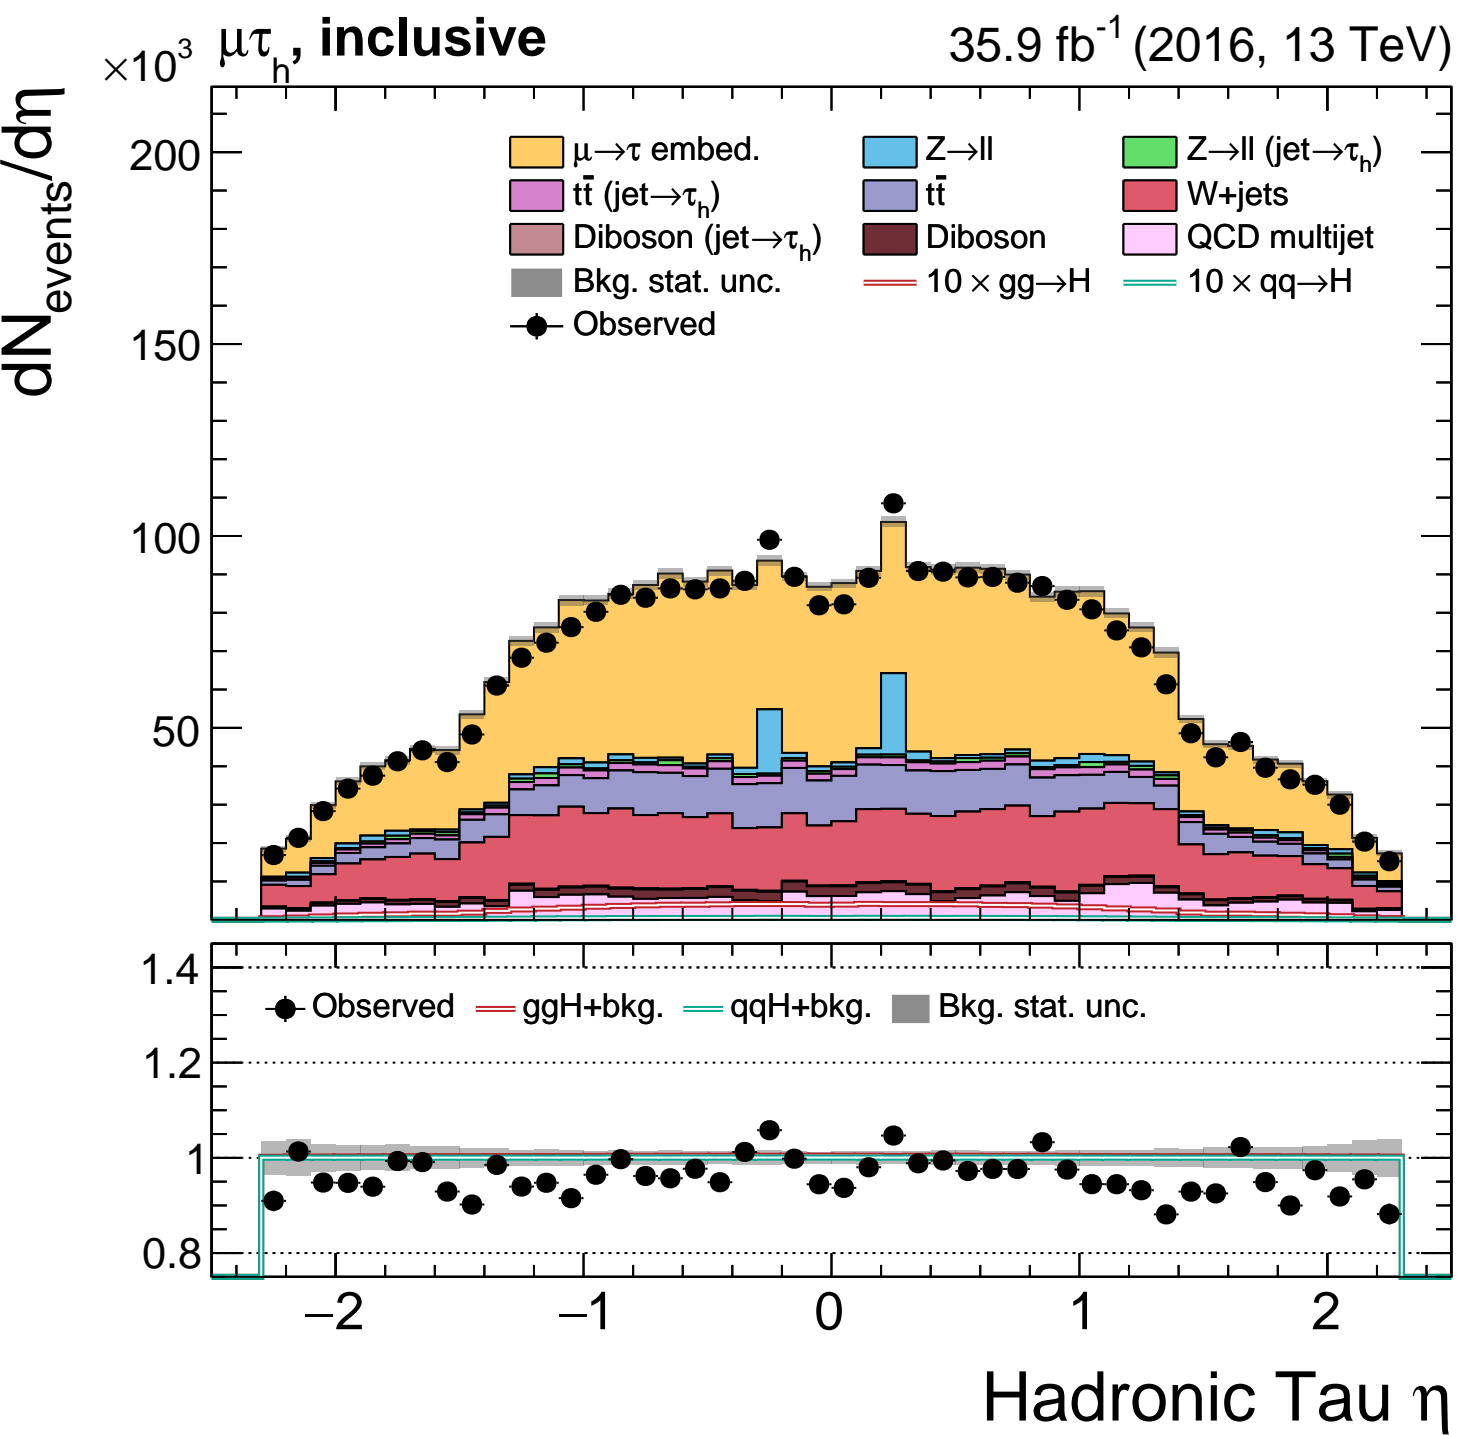 ×10³ μτₕ, inclusive 35.9 fb⁻¹ (2016, 13 TeV)
dN_events/dη
200
150
100
50
μ→τ embed. Z→ll Z→ll (jet→τₕ)
tt̄ (jet→τₕ) tt̄ W+jets
Diboson (jet→τₕ) Diboson QCD multijet
Bkg. stat. unc. 10 × gg→H 10 × qq→H
Observed
1.4
Observed ggH+bkg. qqH+bkg. Bkg. stat. unc.
1.2
1
0.8
−2 −1 0 1 2
Hadronic Tau η